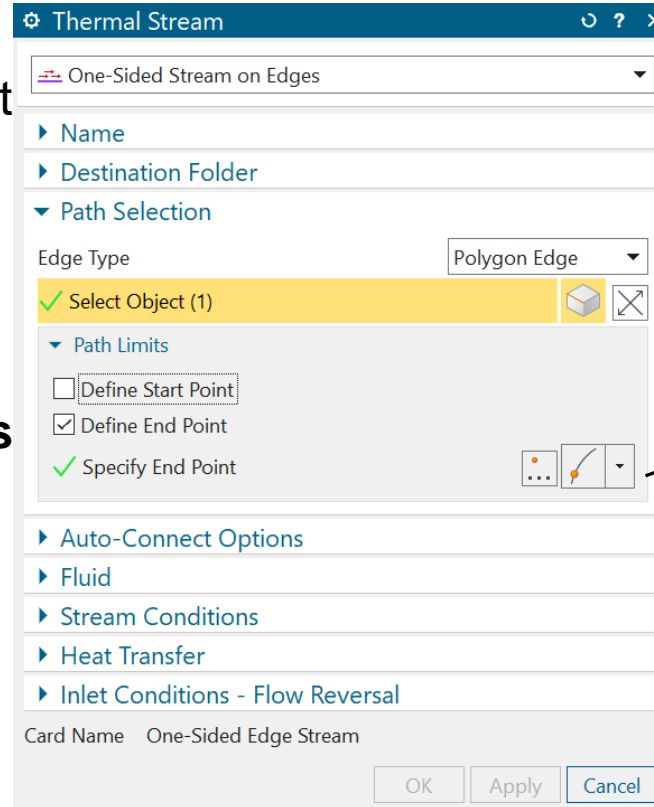 Thermal Stream
?
One-Sided Stream on Edges
t
Name
Destination Folder
Path Selection
Edge Type Polygon Edge
Select Object (1)
Path Limits
Define Start Point
s
Define End Point
Specify End Point
Auto-Connect Options
Fluid
Stream Conditions
Heat Transfer
Inlet Conditions - Flow Reversal
Card Name One-Sided Edge Stream
OK Apply Cancel